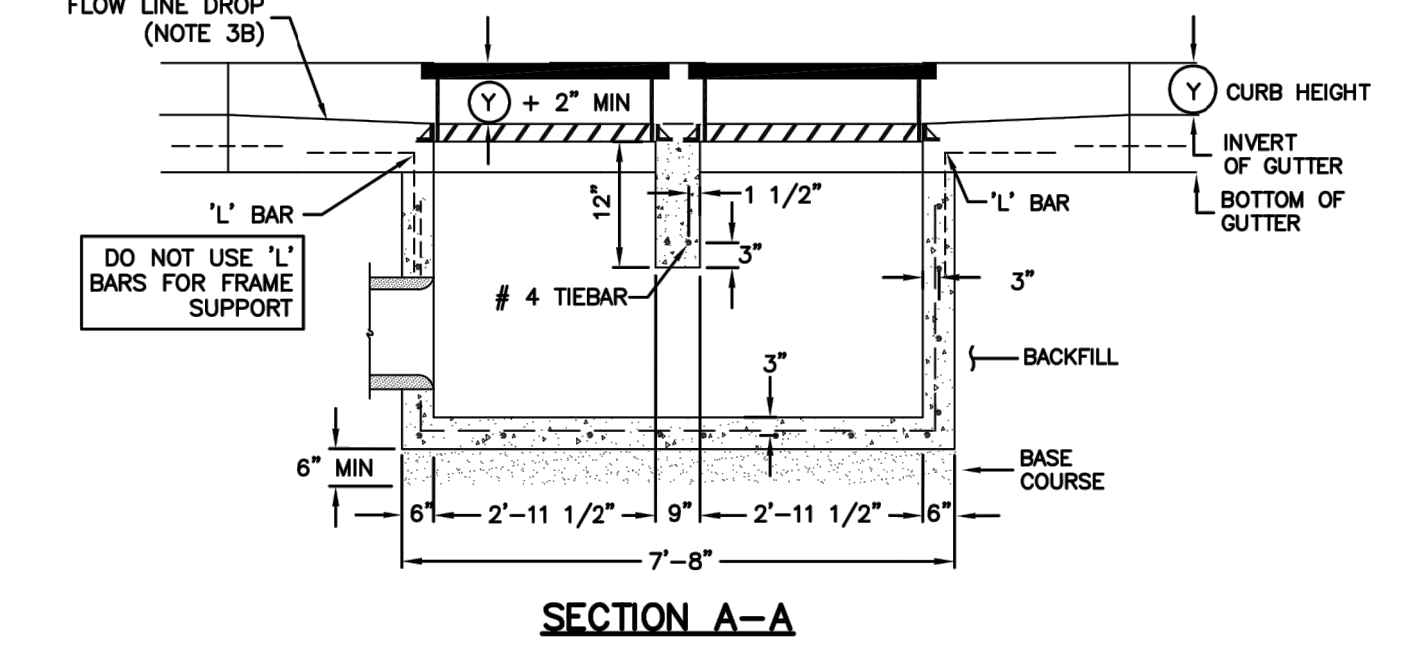 FLOW LINE DROP
(NOTE 3B)
Y + 2" MIN
Y CURB HEIGHT
INVERT
OF GUTTER
BOTTOM OF
GUTTER
'L' BAR
'L' BAR
12"
1 1/2"
3"
# 4 TIEBAR
3"
DO NOT USE 'L'
BARS FOR FRAME
SUPPORT
BACKFILL
3"
6" MIN
BASE
COURSE
6" 2'-11 1/2" 9" 2'-11 1/2" 6"
7'-8"
SECTION A-A